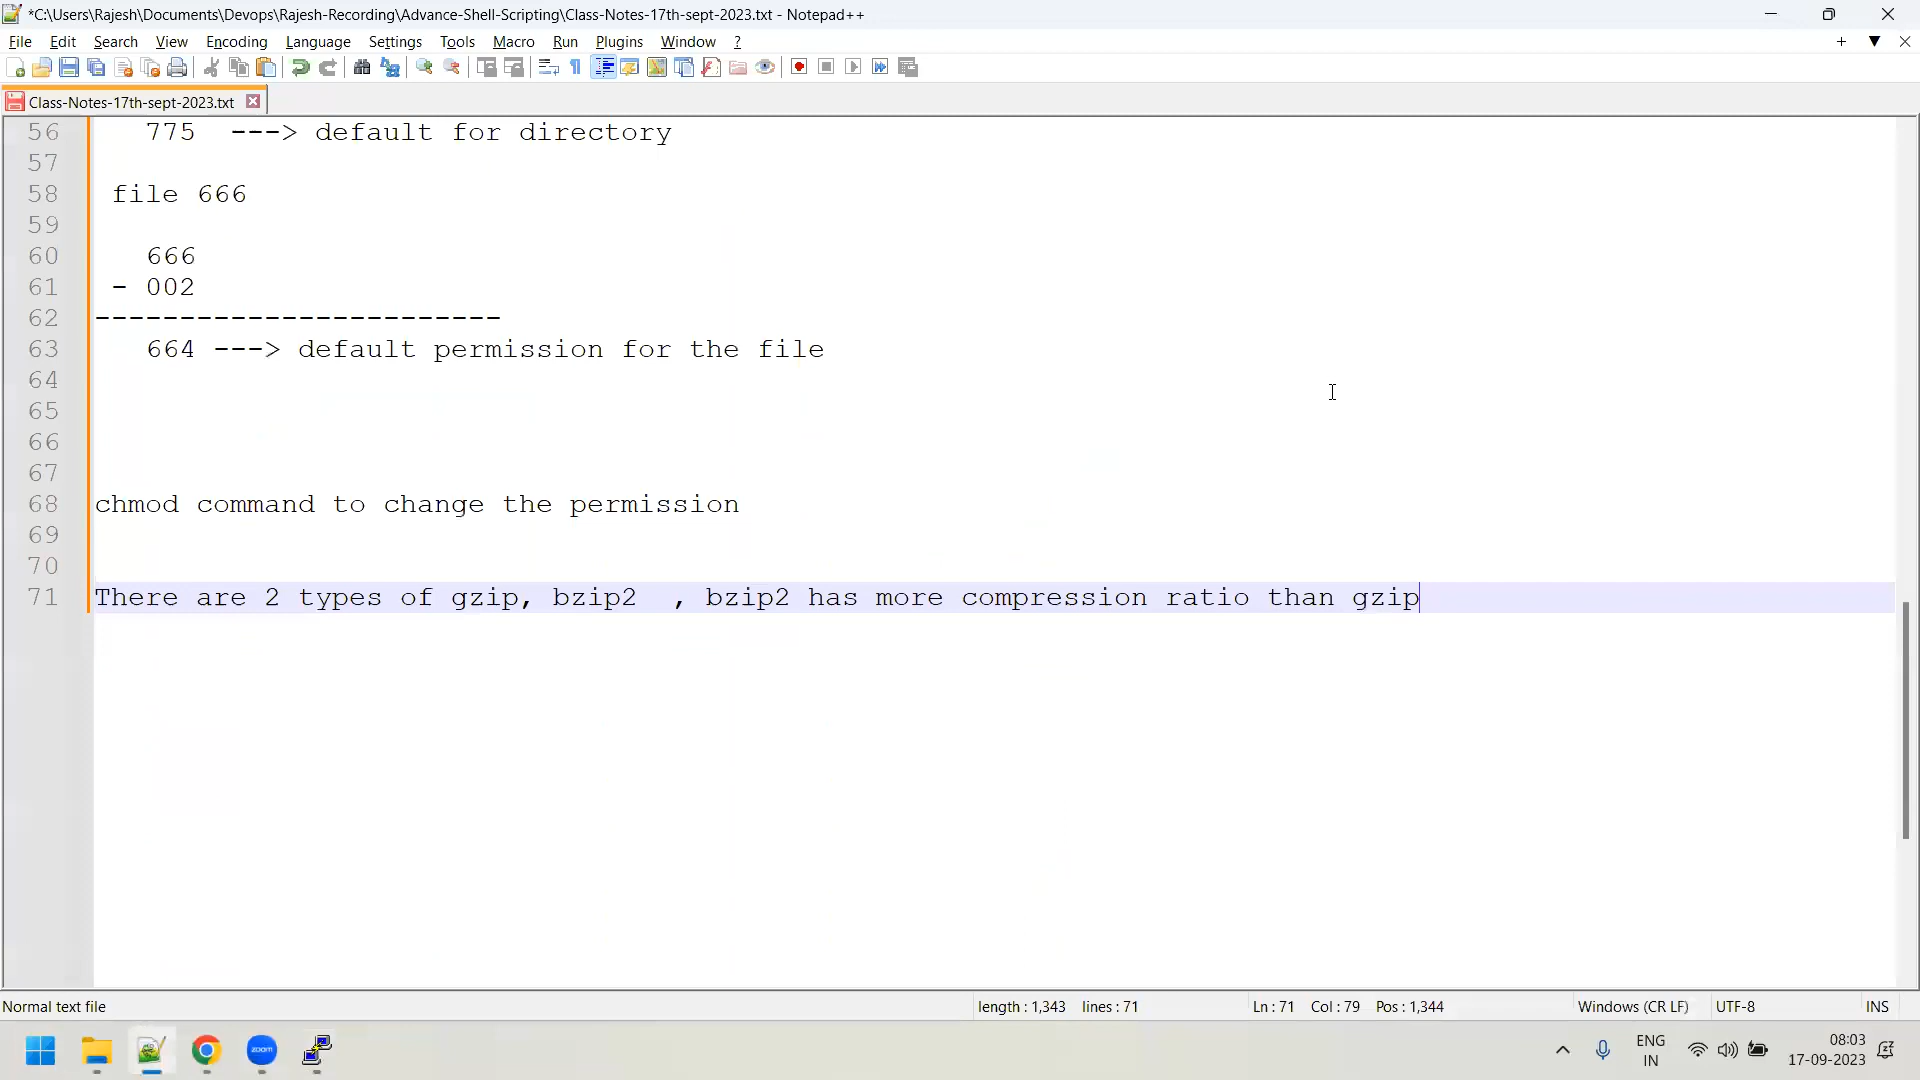 *C:\Users\Rajesh\Documents\Devops\Rajesh-Recording\Advance-Shell-Scripting\Class-Notes-17th-sept-2023.txt - Notepad++
File Edit Search View Encoding Language Settings Tools Macro Run Plugins Window ?
Class-Notes-17th-sept-2023.txt
56 775 ---> default for directory
57
58 file 666
59
60 666
61 - 002
62 ------------------------
63 664 ---> default permission for the file
64
65
66
67
68 chmod command to change the permission
69
70
71 There are 2 types of gzip, bzip2 , bzip2 has more compression ratio than gzip
Normal text file length : 1,343 lines : 71 Ln : 71 Col : 79 Pos : 1,344 Windows (CR LF) UTF-8 INS
zoom
ENG
IN
08:03
17-09-2023